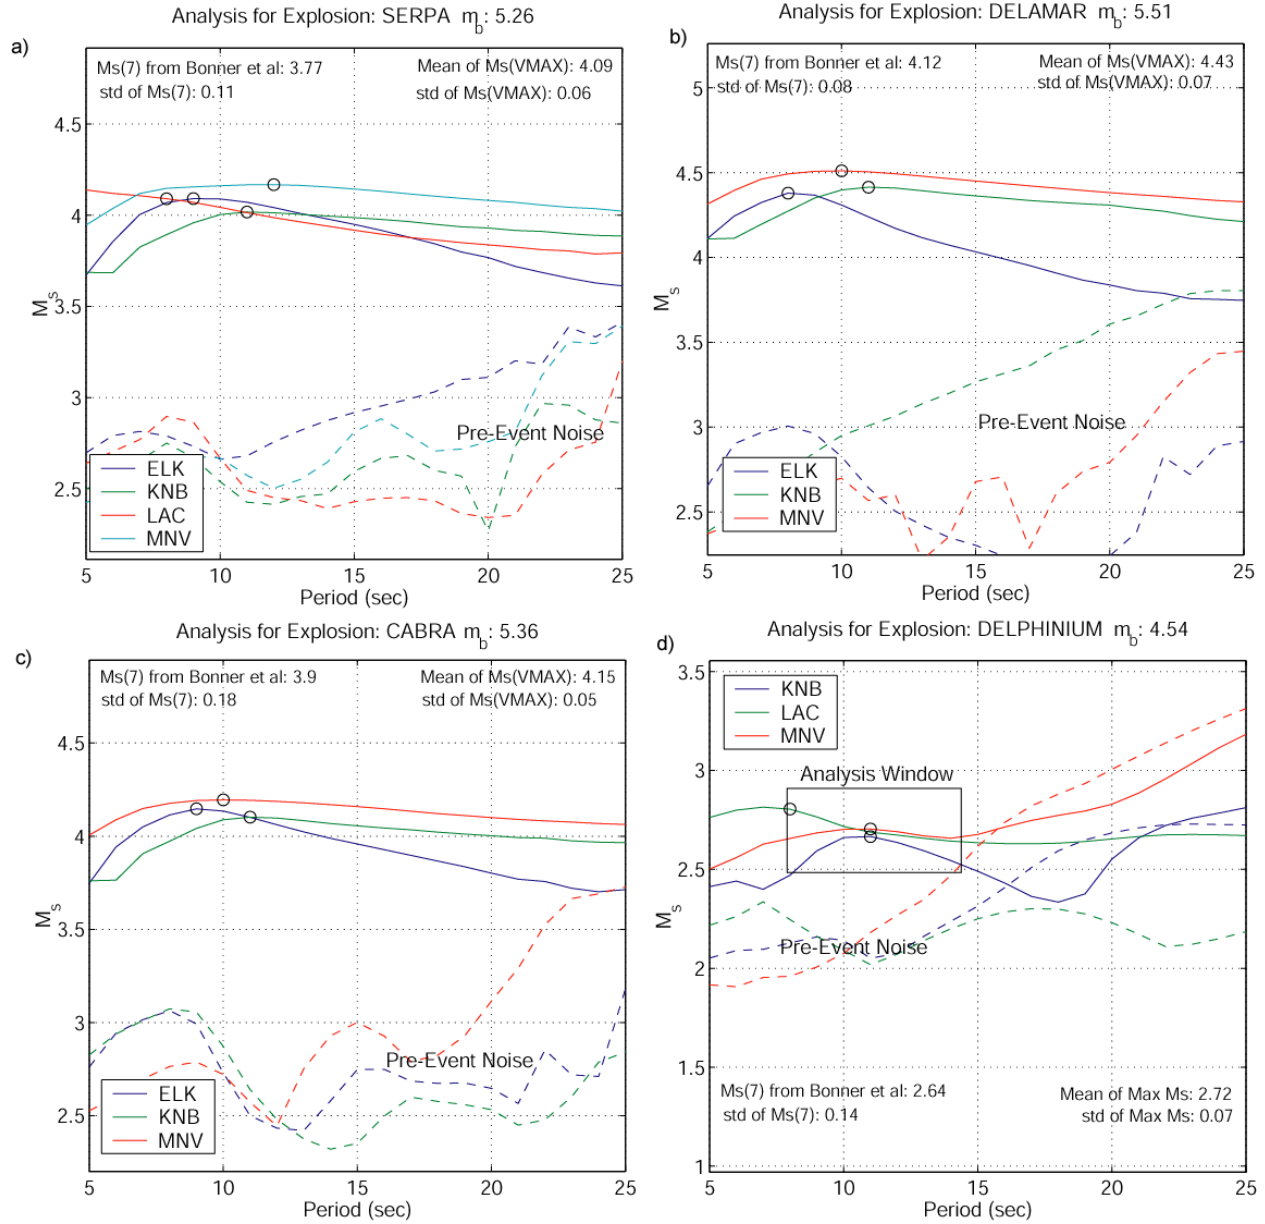 Analysis for Explosion: SERPA m_b: 5.26
a)
Ms(7) from Bonner et al: 3.77
std of Ms(7): 0.11
Mean of Ms(VMAX): 4.09
std of Ms(VMAX): 0.06
4.5
4
3.5
3
2.5
M_s
Pre-Event Noise
ELK
KNB
LAC
MNV
5 10 15 20 25
Period (sec)
Analysis for Explosion: DELAMAR m_b: 5.51
b)
Ms(7) from Bonner et al: 4.12
std of Ms(7): 0.08
Mean of Ms(VMAX): 4.43
std of Ms(VMAX): 0.07
5
4.5
4
3.5
3
2.5
M_s
Pre-Event Noise
ELK
KNB
MNV
5 10 15 20 25
Period (sec)
Analysis for Explosion: CABRA m_b: 5.36
c)
Ms(7) from Bonner et al: 3.9
std of Ms(7): 0.18
Mean of Ms(VMAX): 4.15
std of Ms(VMAX): 0.05
4.5
4
3.5
3
2.5
M_s
Pre-Event Noise
ELK
KNB
MNV
5 10 15 20 25
Period (sec)
Analysis for Explosion: DELPHINIUM m_b: 4.54
d)
KNB
LAC
MNV
Analysis Window
3.5
3
2.5
2
1.5
1
M_s
Pre-Event Noise
Ms(7) from Bonner et al: 2.64
std of Ms(7): 0.14
Mean of Max Ms: 2.72
std of Max Ms: 0.07
5 10 15 20 25
Period (sec)